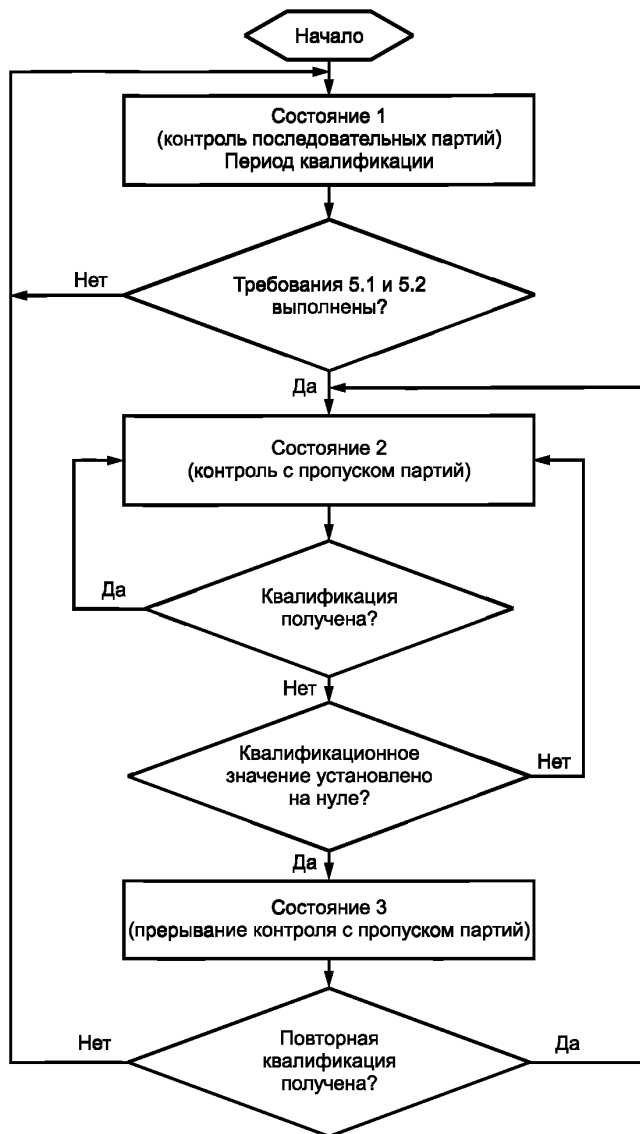 Начало
Состояние 1
(контроль последовательных партий)
Период квалификации
Нет
Требования 5.1 и 5.2
выполнены?
Да
Состояние 2
(контроль с пропуском партий)
Да
Квалификация
получена?
Нет
Квалификационное
значение установлено
на нуле?
Нет
Да
Состояние 3
(прерывание контроля с пропуском партий)
Нет
Повторная
квалификация
получена?
Да